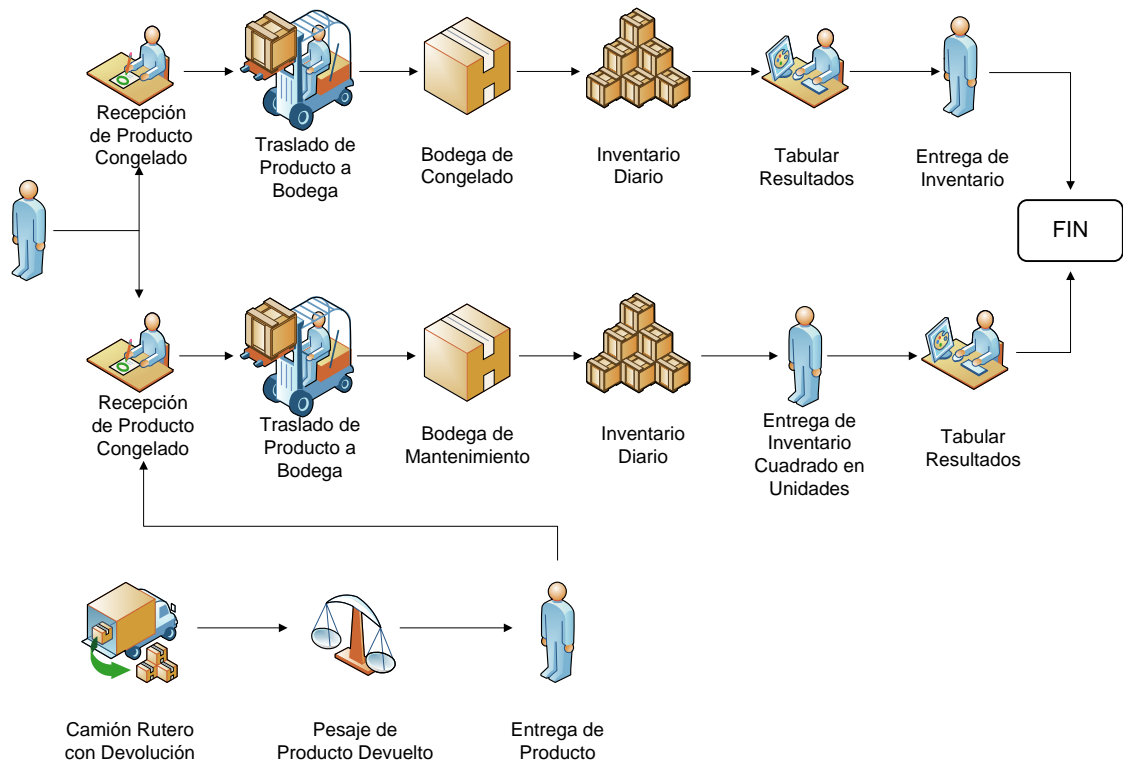 Recepción
de Producto
Congelado
Traslado de
Producto a
Bodega
Bodega de
Congelado
Inventario
Diario
Tabular
Resultados
Entrega de
Inventario
FIN
Recepción
de Producto
Congelado
Traslado de
Producto a
Bodega
Bodega de
Mantenimiento
Inventario
Diario
Entrega de
Inventario
Cuadrado en
Unidades
Tabular
Resultados
Camión Rutero
con Devolución
Pesaje de
Producto Devuelto
Entrega de
Producto